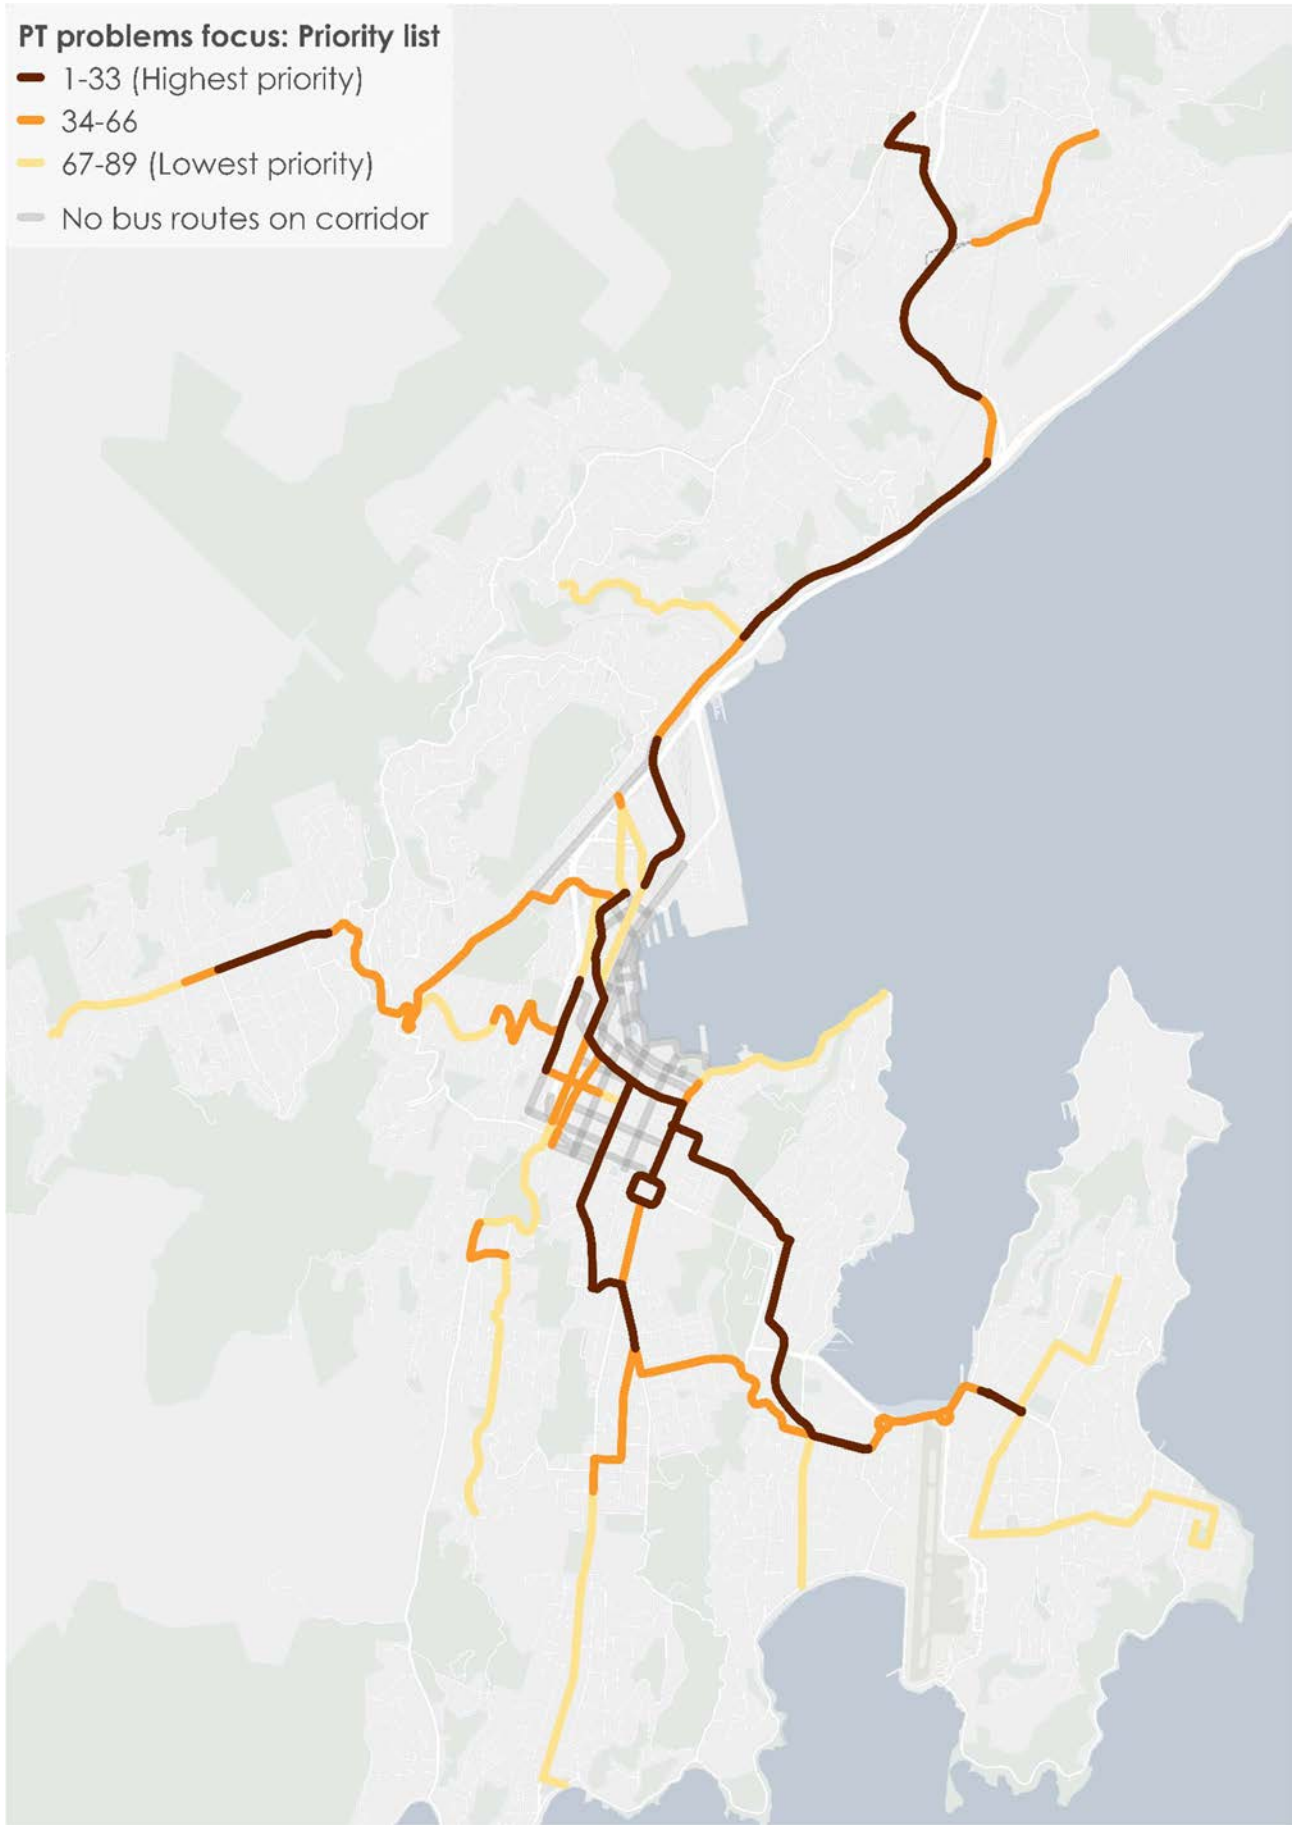 PT problems focus: Priority list
1-33 (Highest priority)
34-66
67-89 (Lowest priority)
No bus routes on corridor